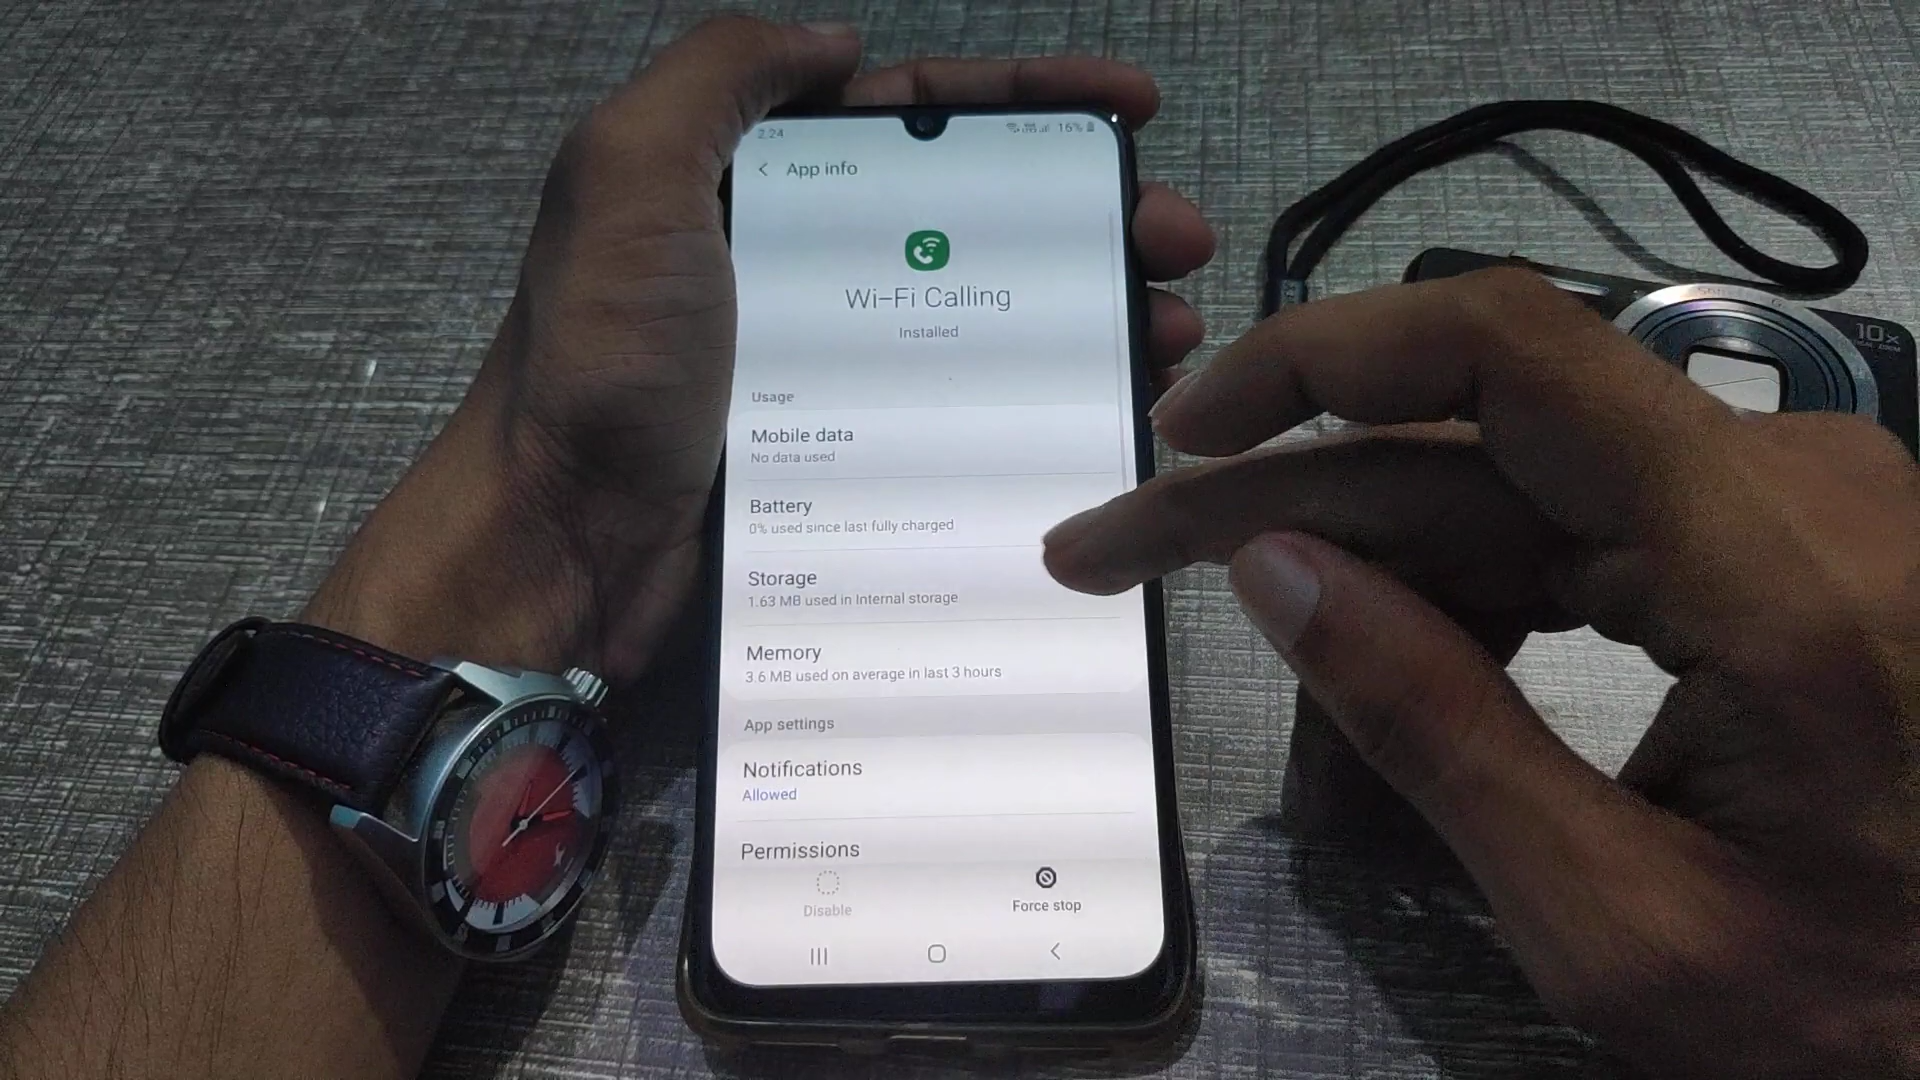 2.24
16%
App info
Wi-Fi Calling
Installed
Usage
Mobile data
No data used
Battery
0% used since last fully charged
Storage
1.63 MB used in Internal storage
Memory
3.6 MB used on average in last 3 hours
App settings
Notifications
Allowed
Permissions
Disable
Force stop
10x